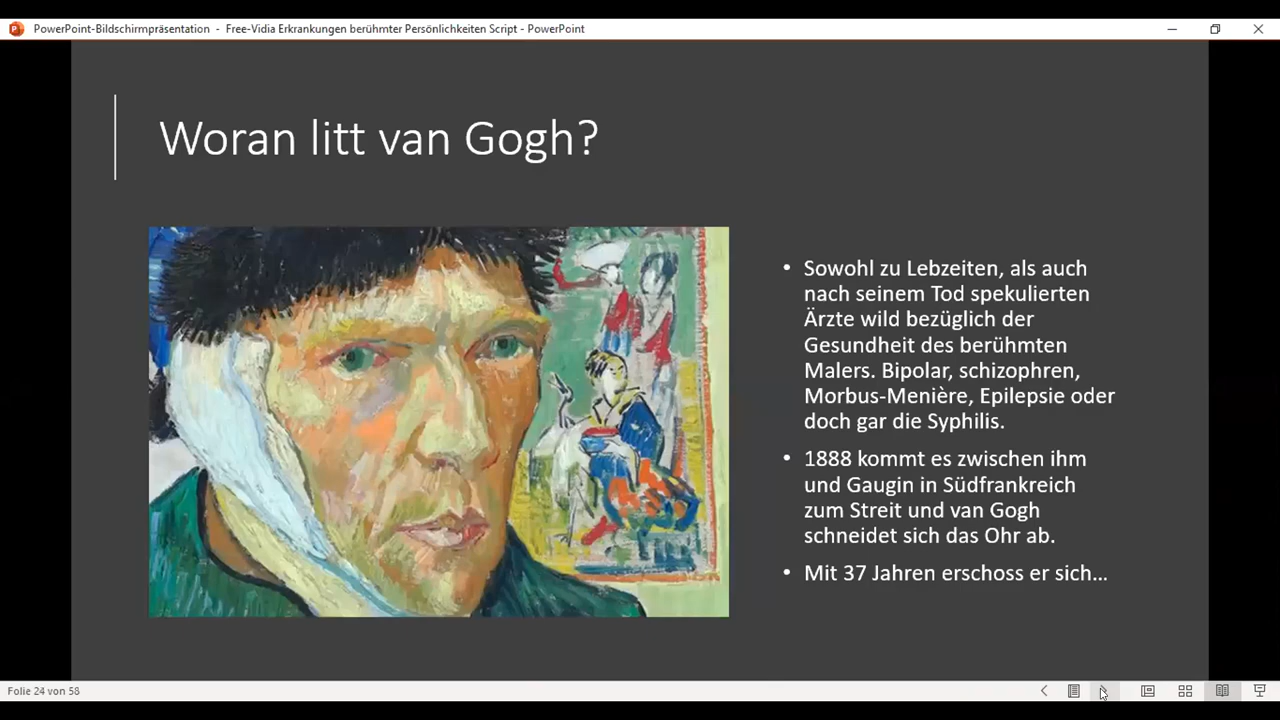 PowerPoint-Bildschirmpräsentation - Free-Vidia Erkrankungen berühmter Persönlichkeiten Script - PowerPoint
Woran litt van Gogh?
• Sowohl zu Lebzeiten, als auch
nach seinem Tod spekulierten
Ärzte wild bezüglich der
Gesundheit des berühmten
Malers. Bipolar, schizophren,
Morbus-Menière, Epilepsie oder
doch gar die Syphilis.
• 1888 kommt es zwischen ihm
und Gaugin in Südfrankreich
zum Streit und van Gogh
schneidet sich das Ohr ab.
• Mit 37 Jahren erschoss er sich...
Folie 24 von 58